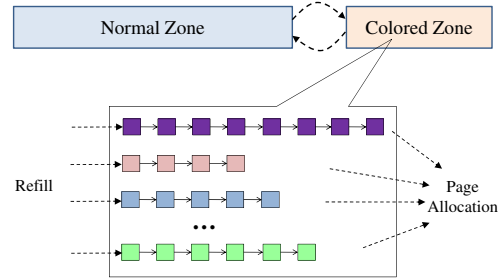 Normal Zone
Colored Zone
Refill
Page
Allocation